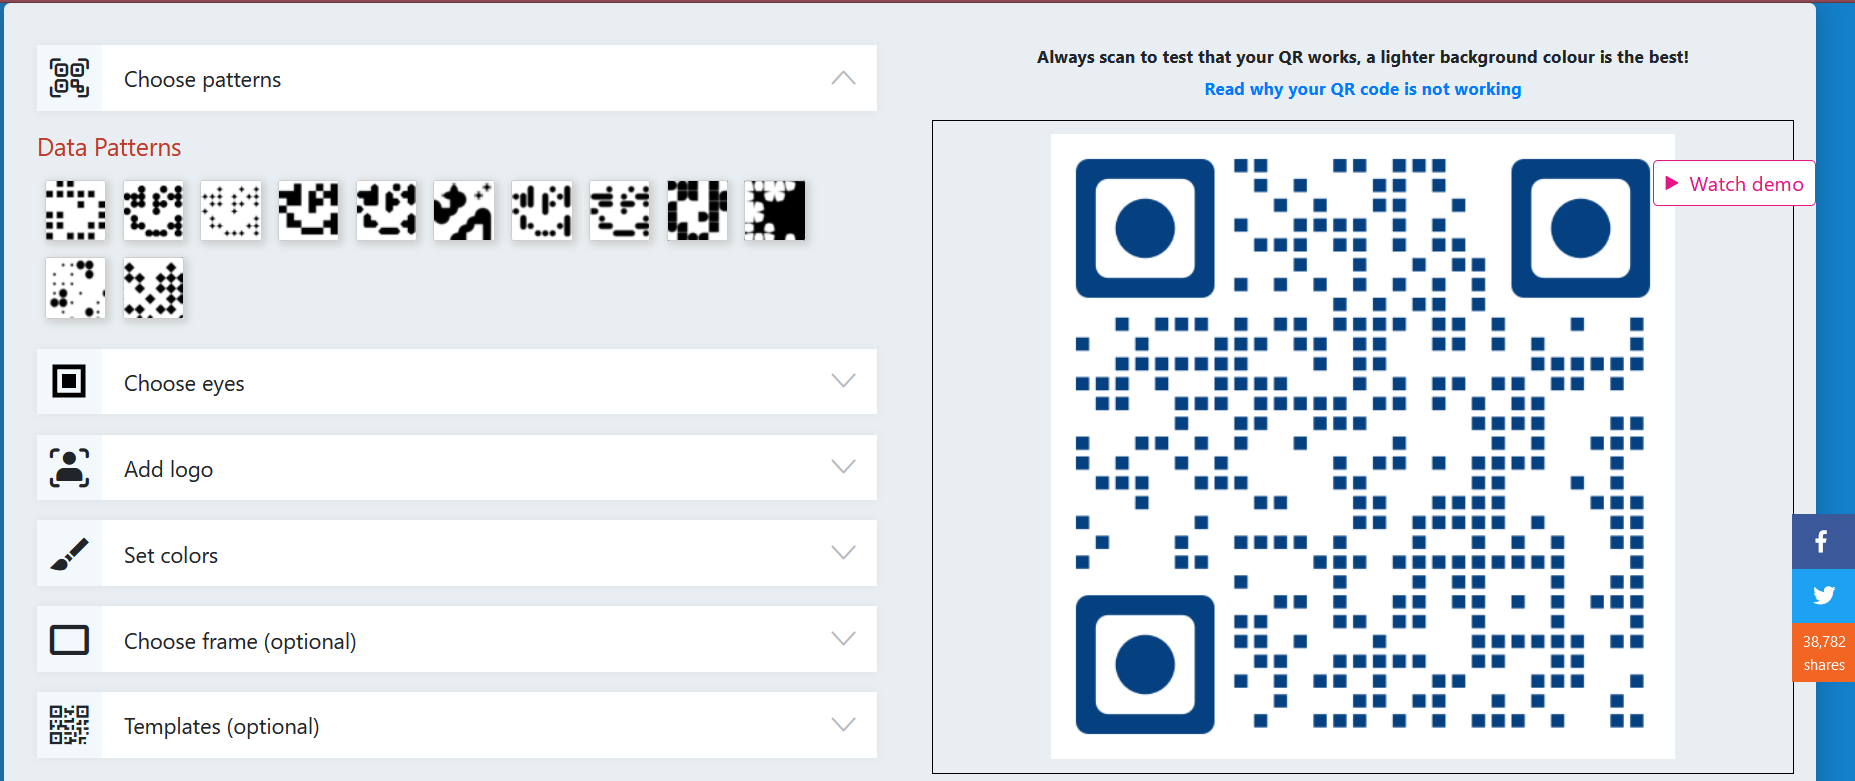 Choose patterns
Data Patterns
Choose eyes
Add logo
Set colors
Choose frame (optional)
Templates (optional)
Always scan to test that your QR works, a lighter background colour is the best!
Read why your QR code is not working
Watch demo
38,782
shares